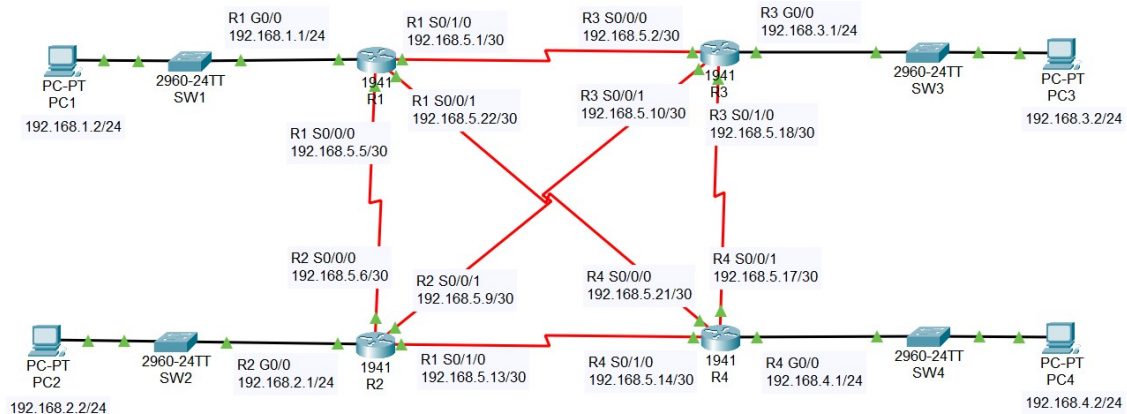 R1 G0/0
192.168.1.1/24
R1 S0/1/0
192.168.5.1/30
R3 S0/0/0
192.168.5.2/30
R3 G0/0
192.168.3.1/24
PC-PT
PC1
192.168.1.2/24
2960-24TT
SW1
1941
R1
R1 S0/0/1
192.168.5.22/30
R1 S0/0/0
192.168.5.5/30
R3 S0/0/1
192.168.5.10/30
1941
R3
R3 S0/1/0
192.168.5.18/30
2960-24TT
SW3
PC-PT
PC3
192.168.3.2/24
R2 S0/0/0
192.168.5.6/30
R2 S0/0/1
192.168.5.9/30
R4 S0/0/0
192.168.5.21/30
R4 S0/0/1
192.168.5.17/30
PC-PT
PC2
192.168.2.2/24
2960-24TT
SW2
R2 G0/0
192.168.2.1/24
1941
R2
R1 S0/1/0
192.168.5.13/30
R4 S0/1/0
192.168.5.14/30
1941
R4
R4 G0/0
192.168.4.1/24
2960-24TT
SW4
PC-PT
PC4
192.168.4.2/24